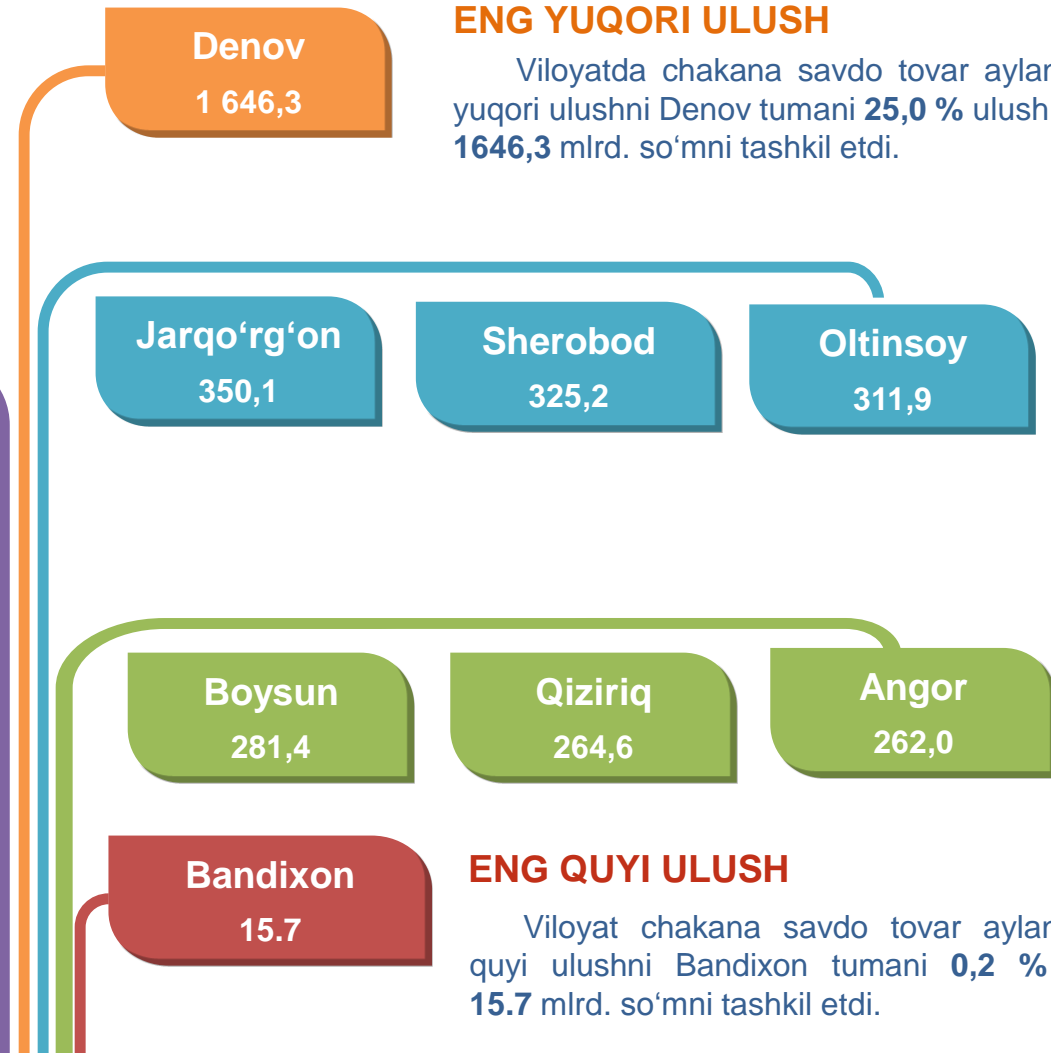 Denov
1 646,3
ENG YUQORI ULUSH
Viloyatda chakana savdo tovar
yuqori ulushni Denov tumani 25,0 % ulush
1646,3 mlrd. so‘mni tashkil etdi.
Jarqo‘rg‘on
350,1
Sherobod
325,2
Oltinsoy
311,9
Boysun
281,4
Qiziriq
264,6
Angor
262,0
Bandixon
15.7
ENG QUYI ULUSH
Viloyat chakana savdo tovar
quyi ulushni Bandixon tumani 0,2 %
15.7 mlrd. so‘mni tashkil etdi.